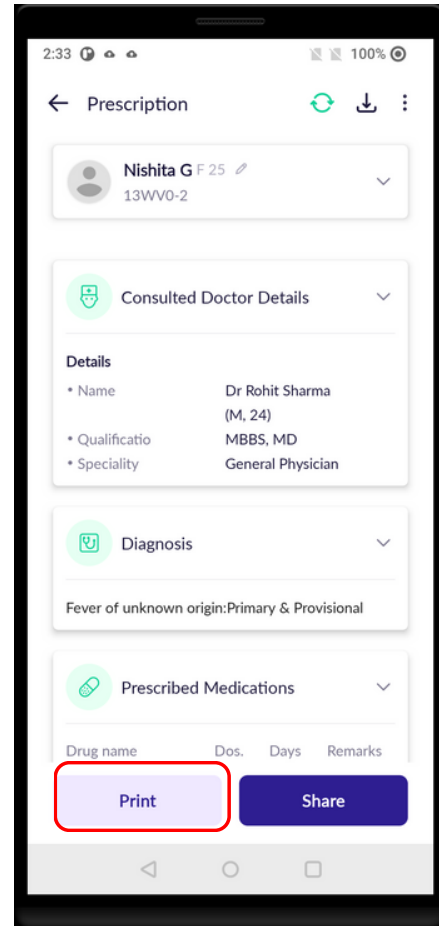 2:33 100%
Prescription
Nishita G F 25
13WV0-2
Consulted Doctor Details
Details
• Name Dr Rohit Sharma
(M, 24)
• Qualificatio MBBS, MD
• Speciality General Physician
Diagnosis
Fever of unknown origin:Primary & Provisional
Prescribed Medications
Drug name Dos. Days Remarks
Print Share